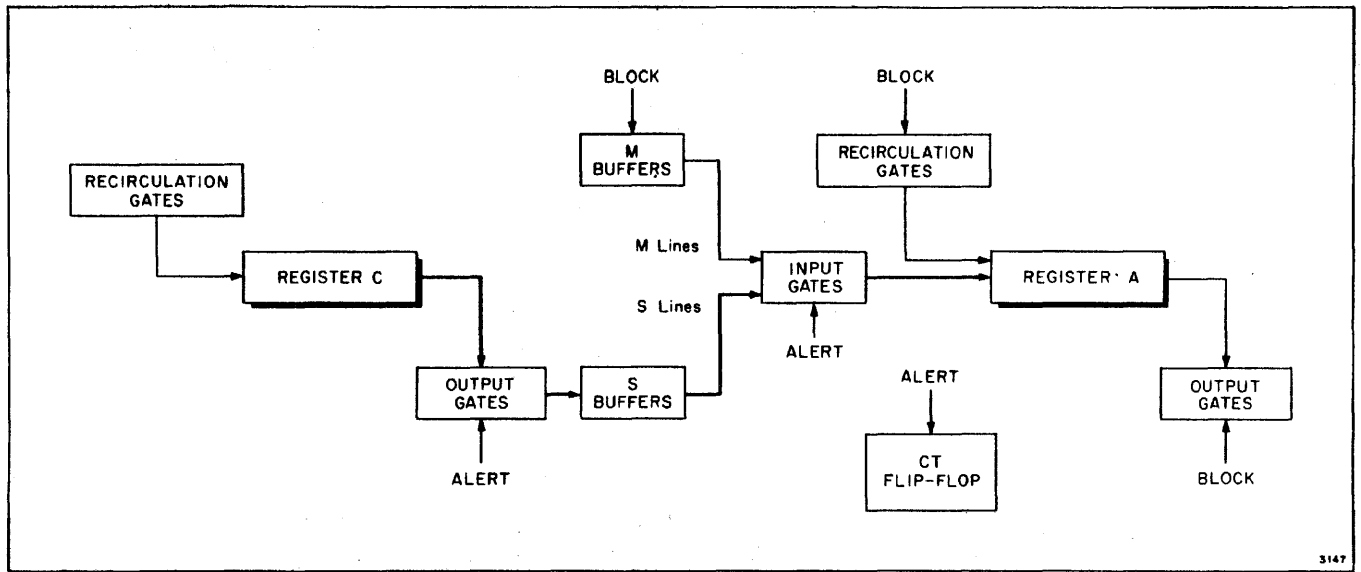 BLOCK
BLOCK
M
BUFFERS
RECIRCULATION
GATES
RECIRCULATION
GATES
M Lines
REGISTER C
INPUT
GATES
REGISTER A
S Lines
ALERT
OUTPUT
GATES
S
BUFFERS
ALERT
OUTPUT
GATES
ALERT
CT
FLIP-FLOP
BLOCK
3147